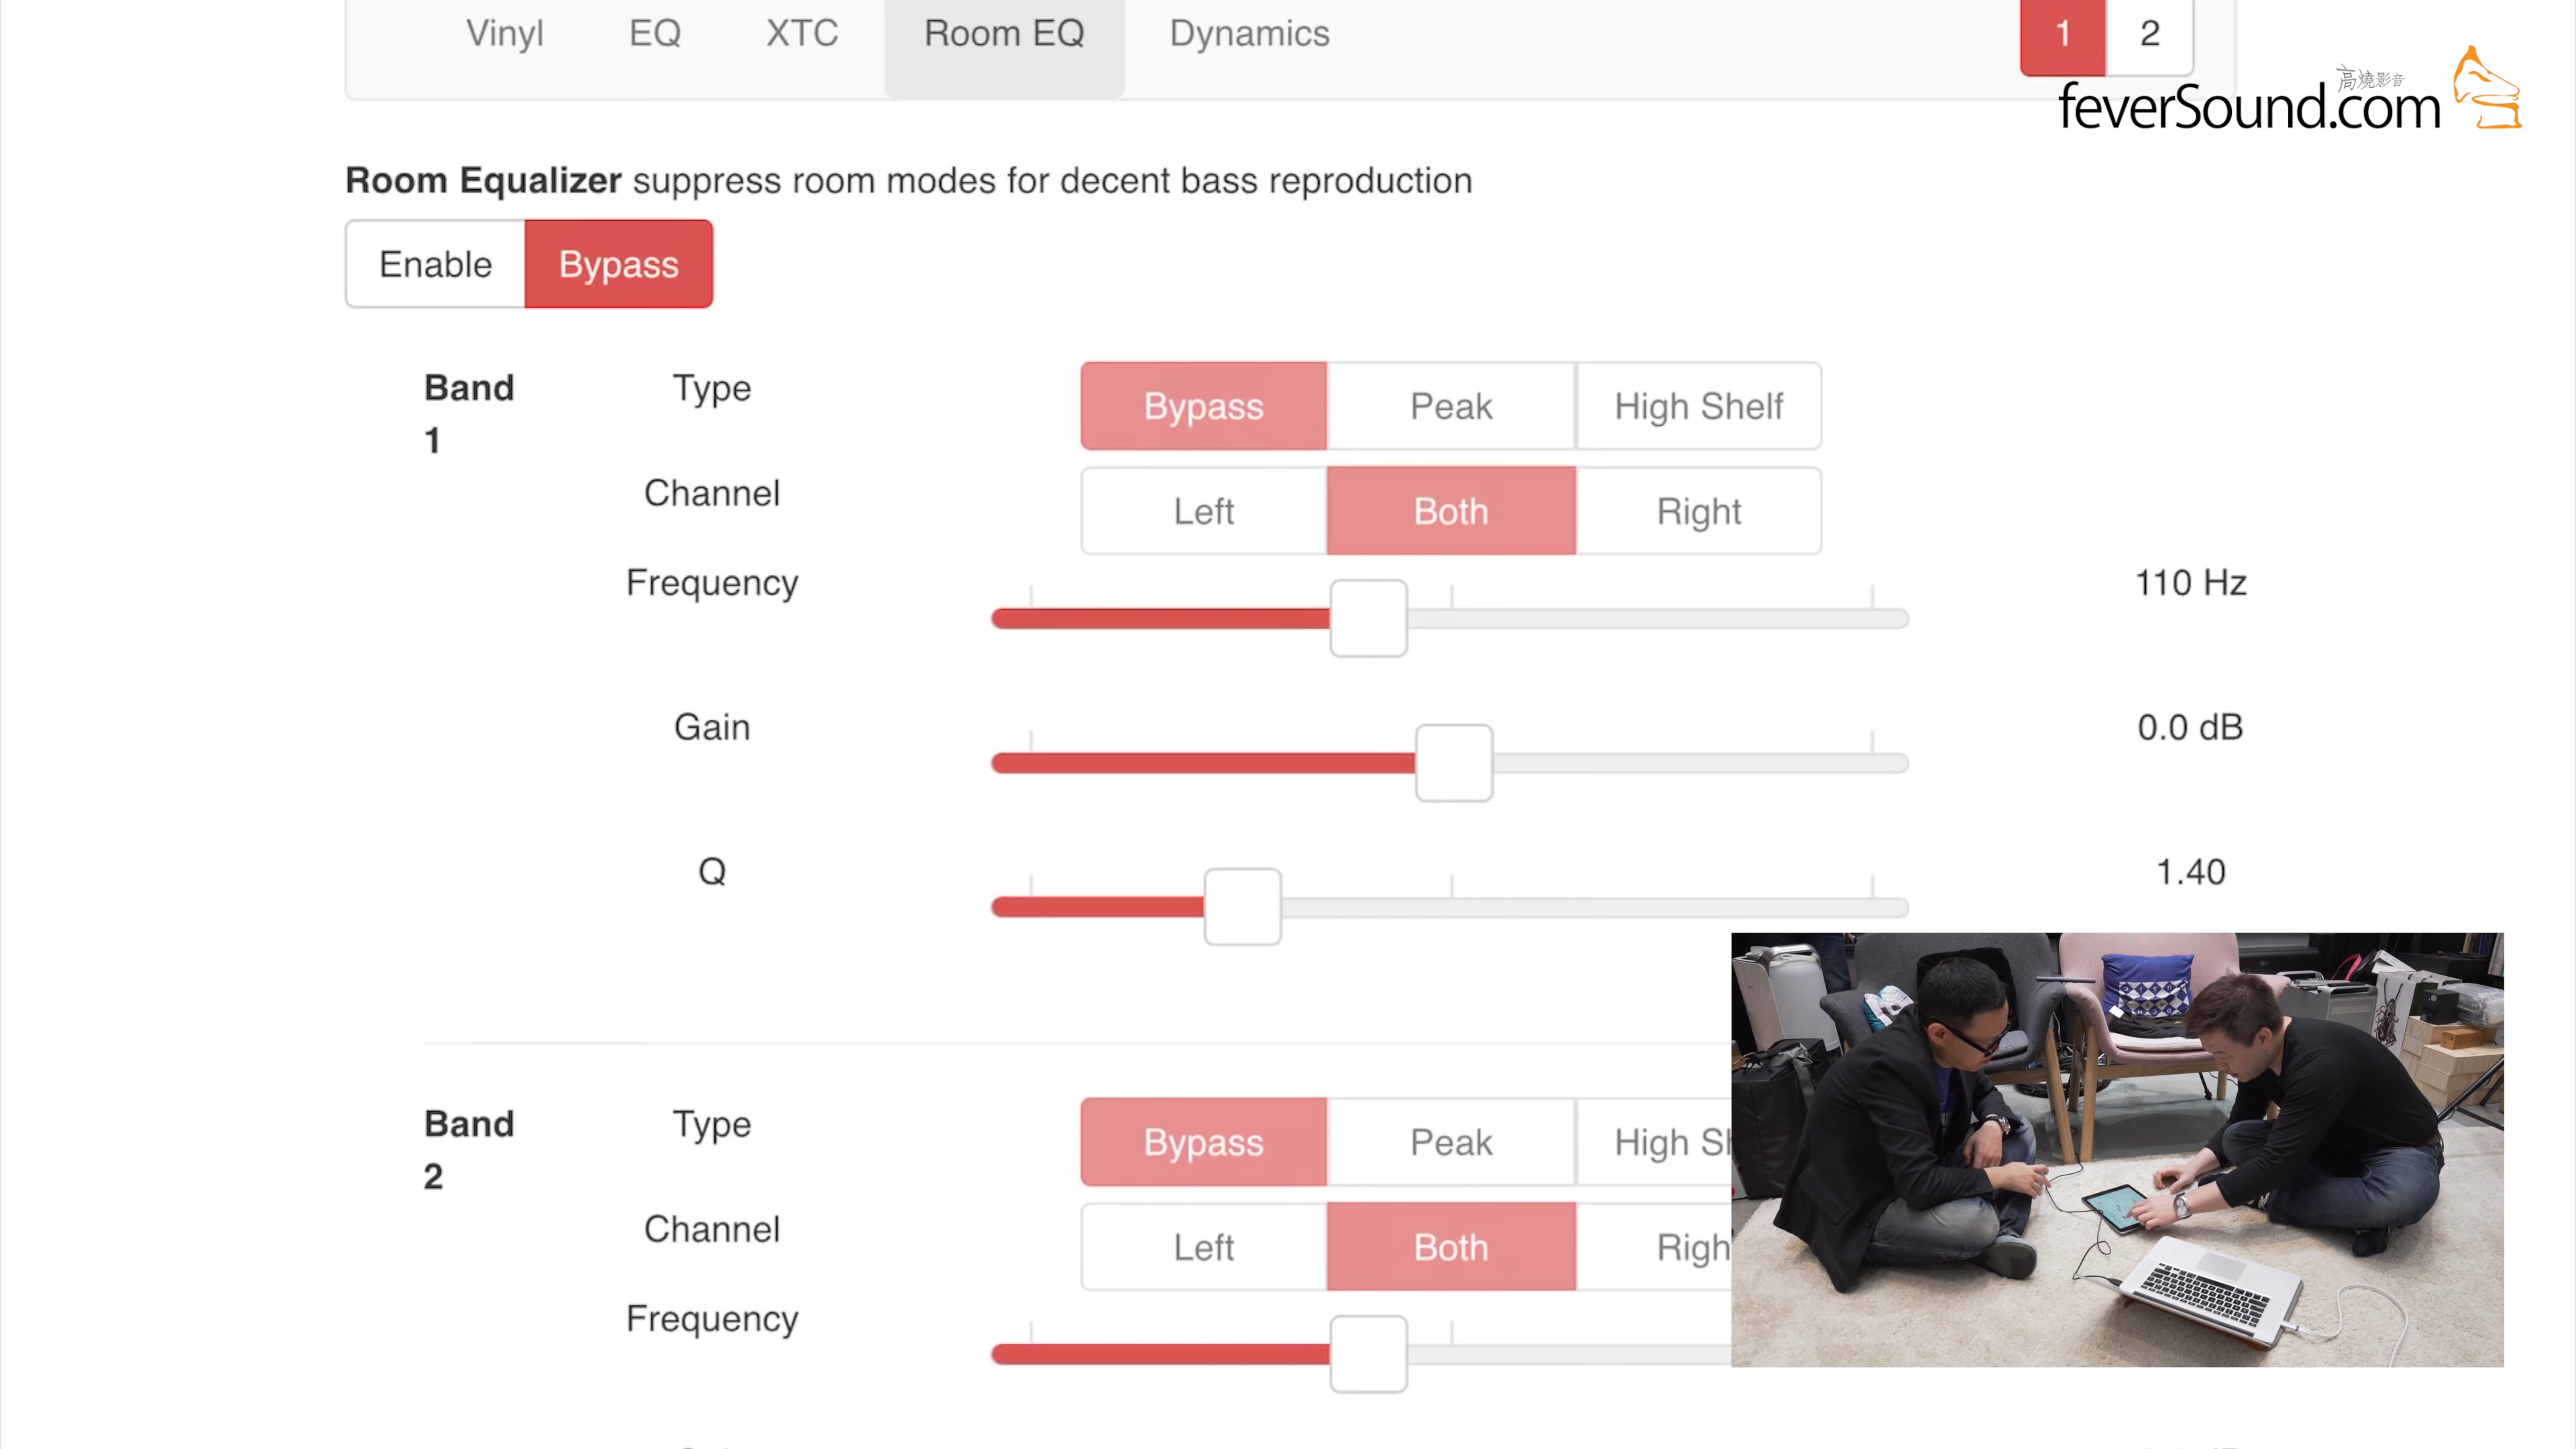 Vinyl EQ XTC Room EQ Dynamics 1 2
高燒影音
feverSound.com
Room Equalizer suppress room modes for decent bass reproduction
Enable Bypass
Band 1
Type Bypass Peak High Shelf
Channel Left Both Right
Frequency 110 Hz
Gain 0.0 dB
Q 1.40
Band 2
Type Bypass Peak High Sh
Channel Left Both Righ
Frequency